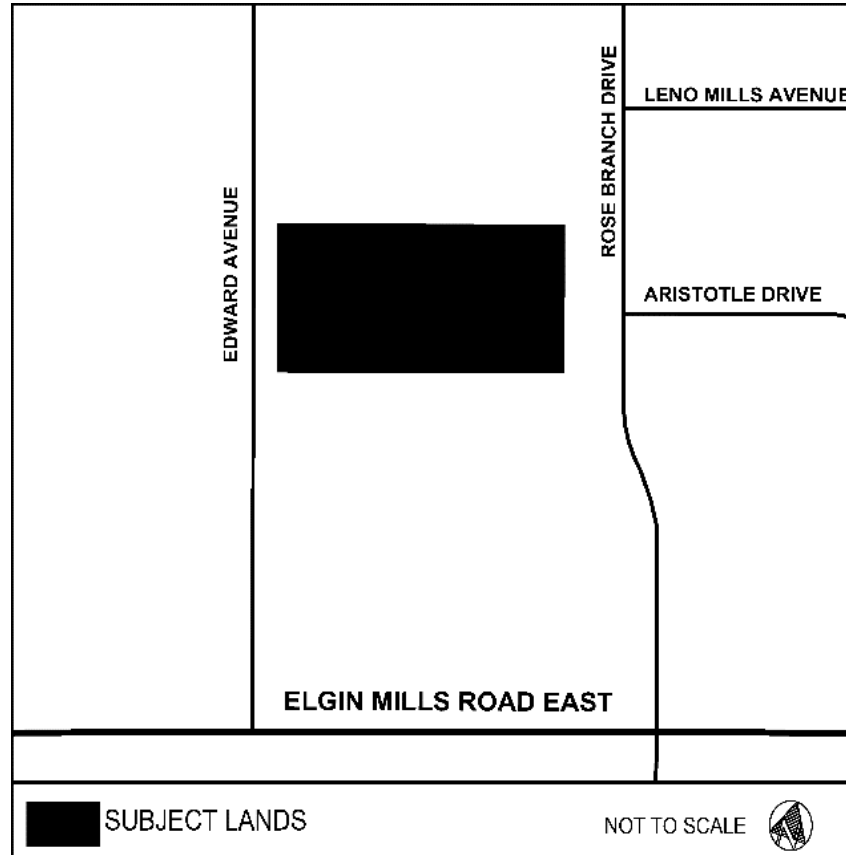 LENO MILLS AVENUE
ROSE BRANCH DRIVE
EDWARD AVENUE
ARISTOTLE DRIVE
ELGIN MILLS ROAD EAST
SUBJECT LANDS
NOT TO SCALE